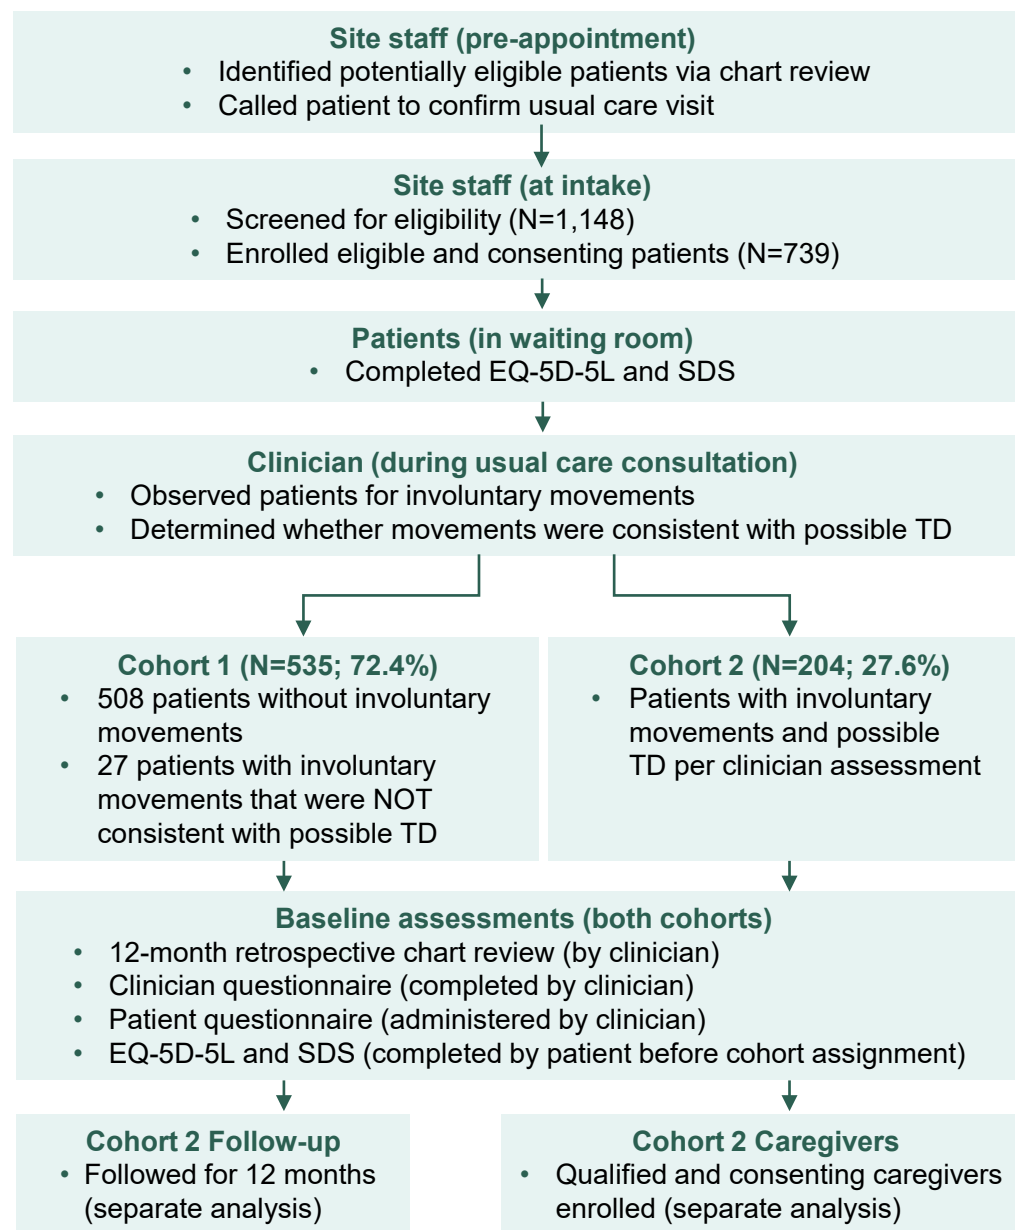 Site staff (pre-appointment)
• Identified potentially eligible patients via chart review
• Called patient to confirm usual care visit
Site staff (at intake)
• Screened for eligibility (N=1,148)
• Enrolled eligible and consenting patients (N=739)
Patients (in waiting room)
• Completed EQ-5D-5L and SDS
Clinician (during usual care consultation)
• Observed patients for involuntary movements
• Determined whether movements were consistent with possible TD
Cohort 1 (N=535; 72.4%)
• 508 patients without involuntary
movements
• 27 patients with involuntary
movements that were NOT
consistent with possible TD
Cohort 2 (N=204; 27.6%)
• Patients with involuntary
movements and possible
TD per clinician assessment
Baseline assessments (both cohorts)
• 12-month retrospective chart review (by clinician)
• Clinician questionnaire (completed by clinician)
• Patient questionnaire (administered by clinician)
• EQ-5D-5L and SDS (completed by patient before cohort assignment)
Cohort 2 Follow-up
• Followed for 12 months
(separate analysis)
Cohort 2 Caregivers
• Qualified and consenting caregivers
enrolled (separate analysis)